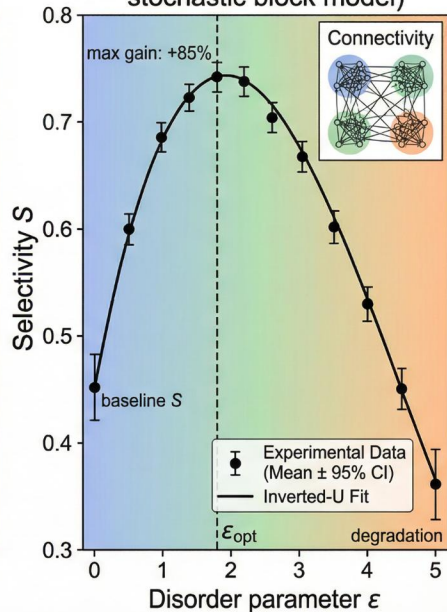 stochastic block model)
max gain: +85%
Connectivity
Selectivity S
0.8
0.7
0.6
0.5
0.4
0.3
baseline S
Experimental Data
(Mean ± 95% CI)
Inverted-U Fit
ε_opt
degradation
0 1 2 3 4 5
Disorder parameter ε